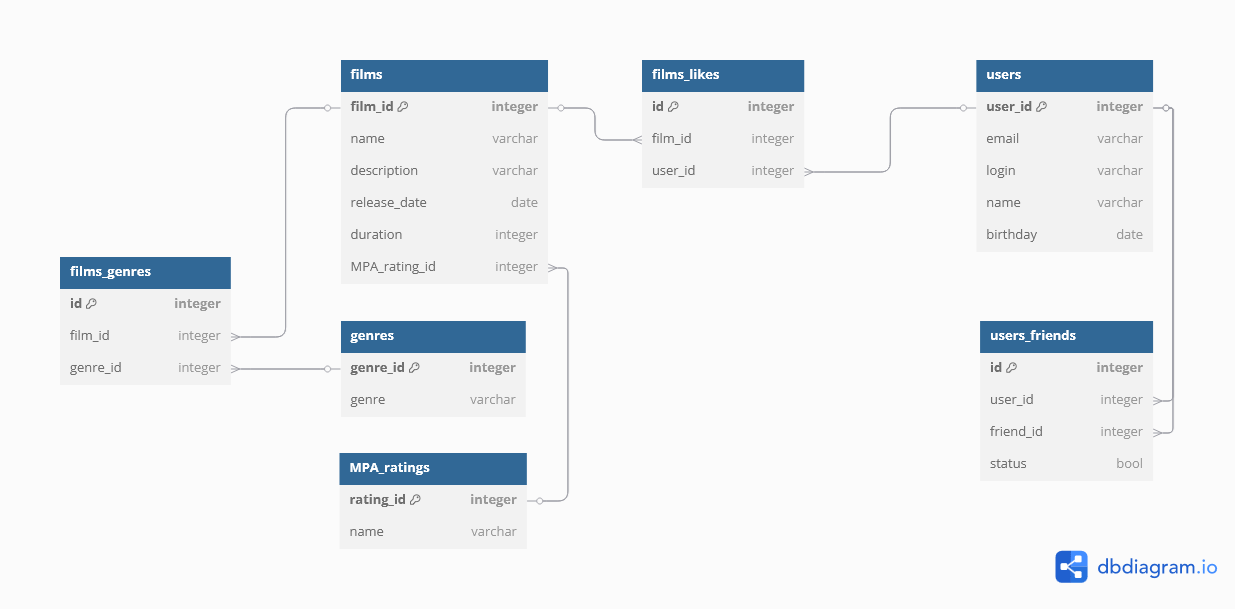 films
film_id integer
name varchar
description varchar
release_date date
duration integer
MPA_rating_id integer
films_likes
id integer
film_id integer
user_id integer
users
user_id integer
email varchar
login varchar
name varchar
birthday date
films_genres
id integer
film_id integer
genre_id integer
genres
genre_id integer
genre varchar
users_friends
id integer
user_id integer
friend_id integer
status bool
MPA_ratings
rating_id integer
name varchar
dbdiagram.io